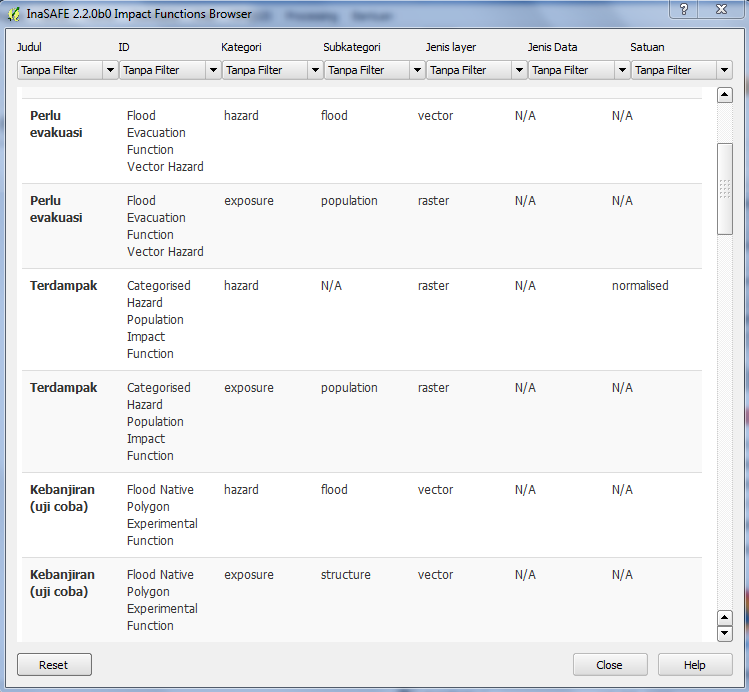 InaSAFE 2.2.0b0 Impact Functions Browser
Judul ID Kategori Subkategori Jenis layer Jenis Data Satuan
Tanpa Filter Tanpa Filter Tanpa Filter Tanpa Filter Tanpa Filter Tanpa Filter Tanpa Filter
Perlu Flood hazard flood vector N/A N/A
evakuasi Evacuation
Function
Vector Hazard
Perlu Flood exposure population raster N/A N/A
evakuasi Evacuation
Function
Vector Hazard
Terdampak Categorised hazard N/A raster N/A normalised
Hazard
Population
Impact
Function
Terdampak Categorised exposure population raster N/A N/A
Hazard
Population
Impact
Function
Kebanjiran Flood Native hazard flood vector N/A N/A
(uji coba) Polygon
Experimental
Function
Kebanjiran Flood Native exposure structure vector N/A N/A
(uji coba) Polygon
Experimental
Function
Reset Close Help